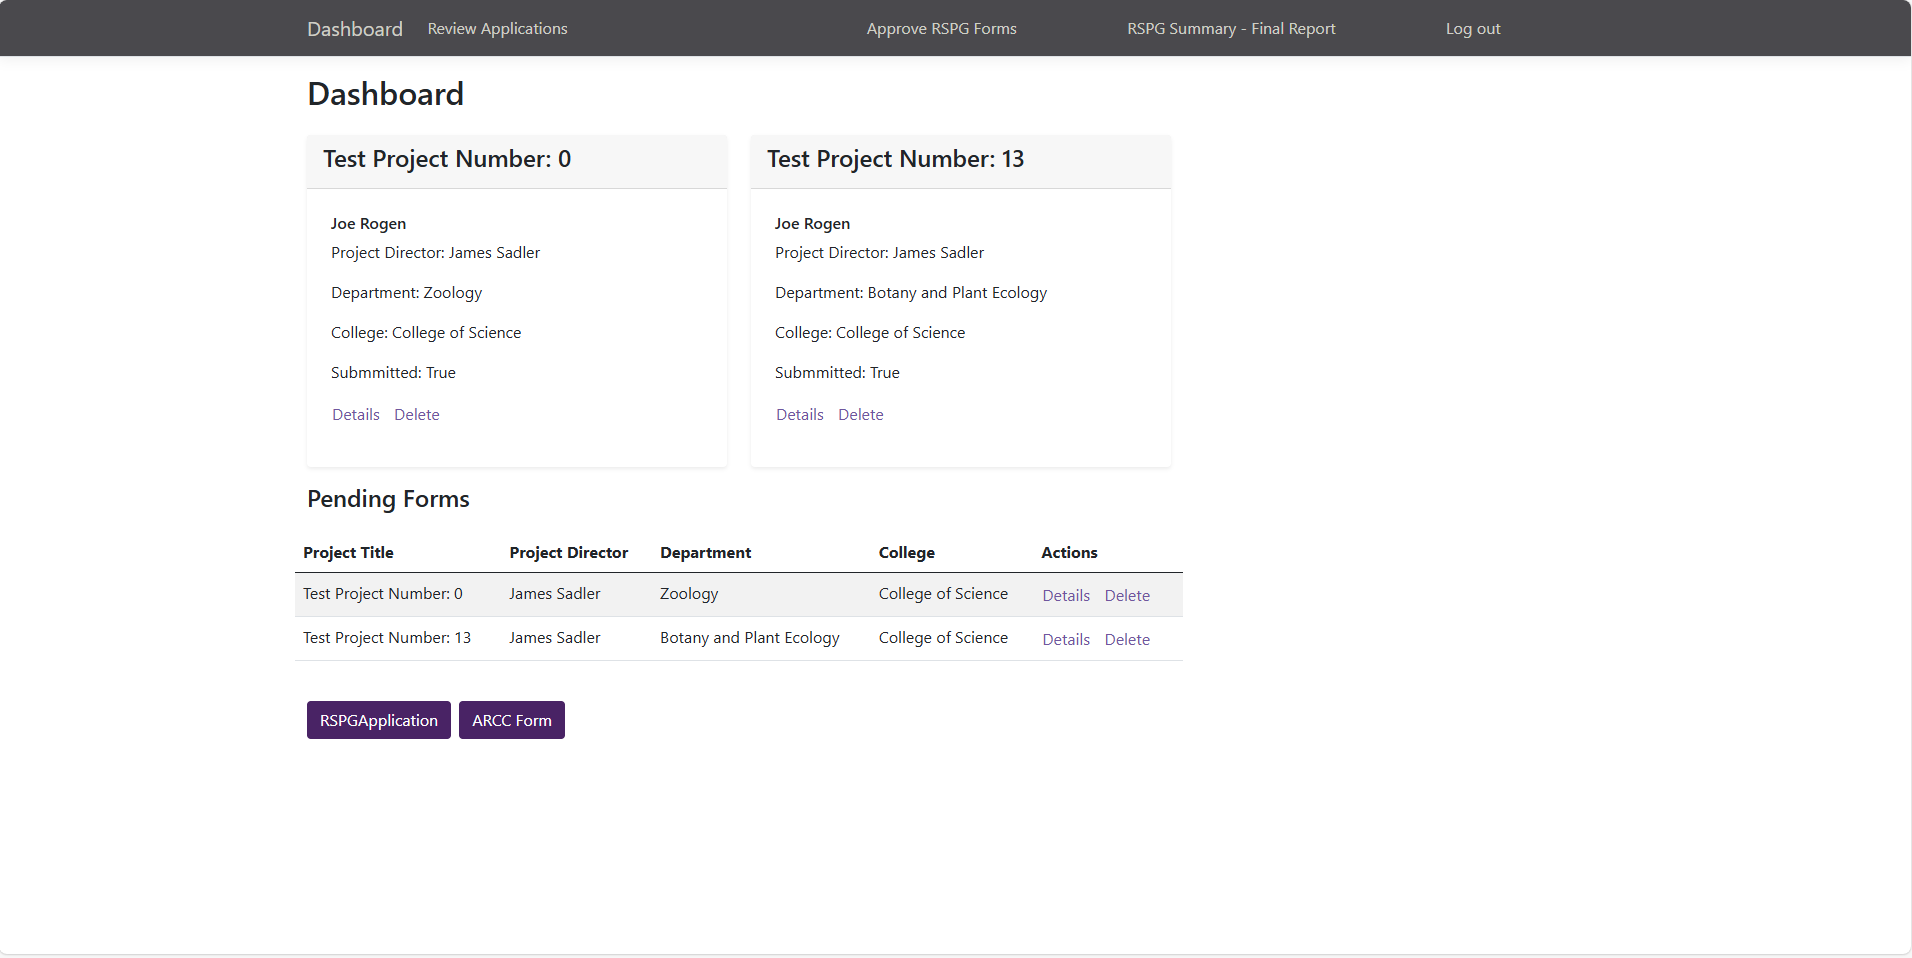 Dashboard Review Applications Approve RSPG Forms RSPG Summary - Final Report Log out
Dashboard
Test Project Number: 0
Joe Rogen
Project Director: James Sadler
Department: Zoology
College: College of Science
Submmitted: True
Details Delete
Test Project Number: 13
Joe Rogen
Project Director: James Sadler
Department: Botany and Plant Ecology
College: College of Science
Submmitted: True
Details Delete
Pending Forms
Project Title Project Director Department College Actions
Test Project Number: 0 James Sadler Zoology College of Science Details Delete
Test Project Number: 13 James Sadler Botany and Plant Ecology College of Science Details Delete
RSPGApplication ARCC Form